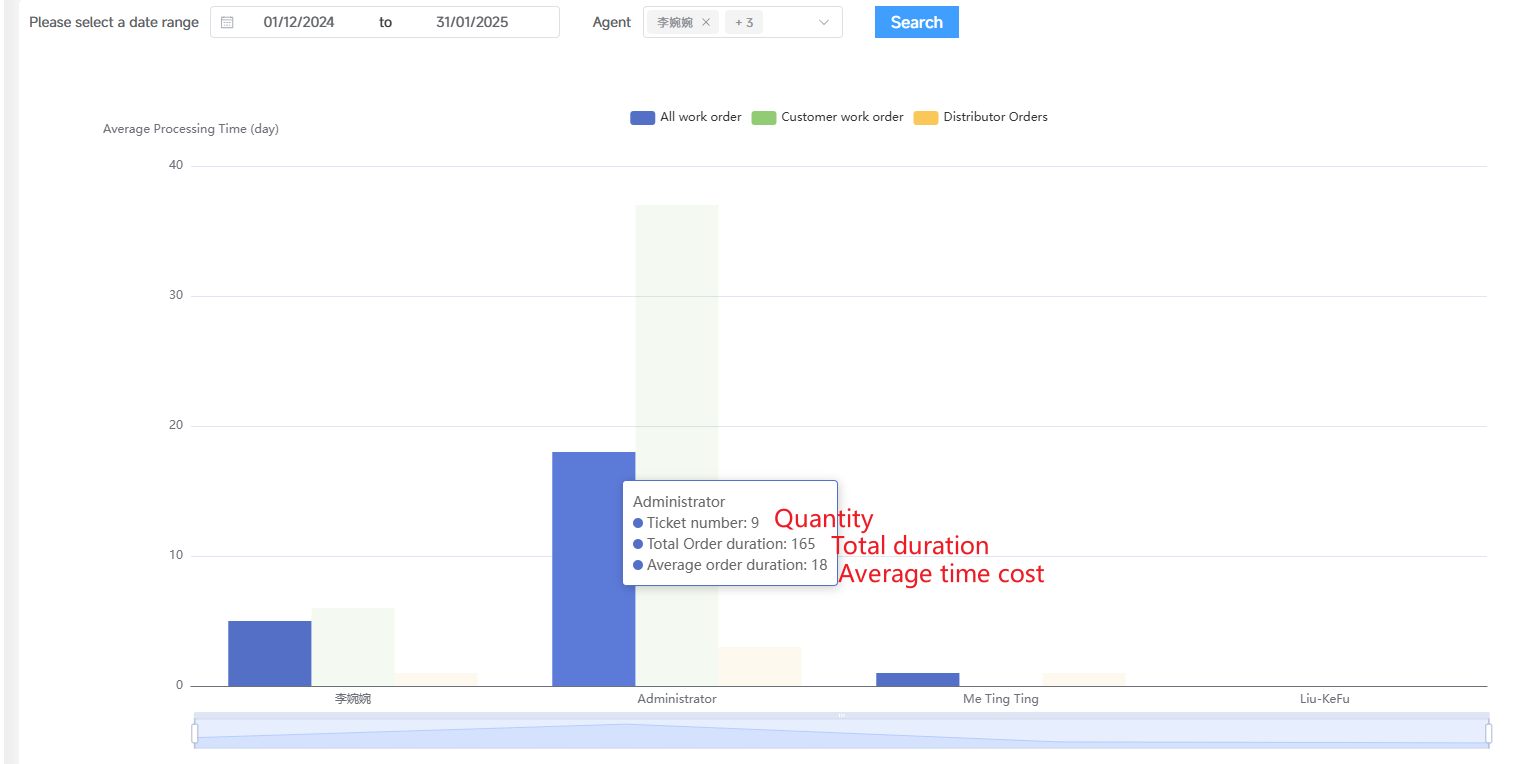 Please select a date range 01/12/2024 to 31/01/2025 Agent 李婉婉 × + 3 Search
All work order Customer work order Distributor Orders
Average Processing Time (day)
40
30
20
10
0
Administrator
Ticket number: 9 Quantity
Total Order duration: 165 Total duration
Average order duration: 18 Average time cost
李婉婉 Administrator Me Ting Ting Liu-KeFu